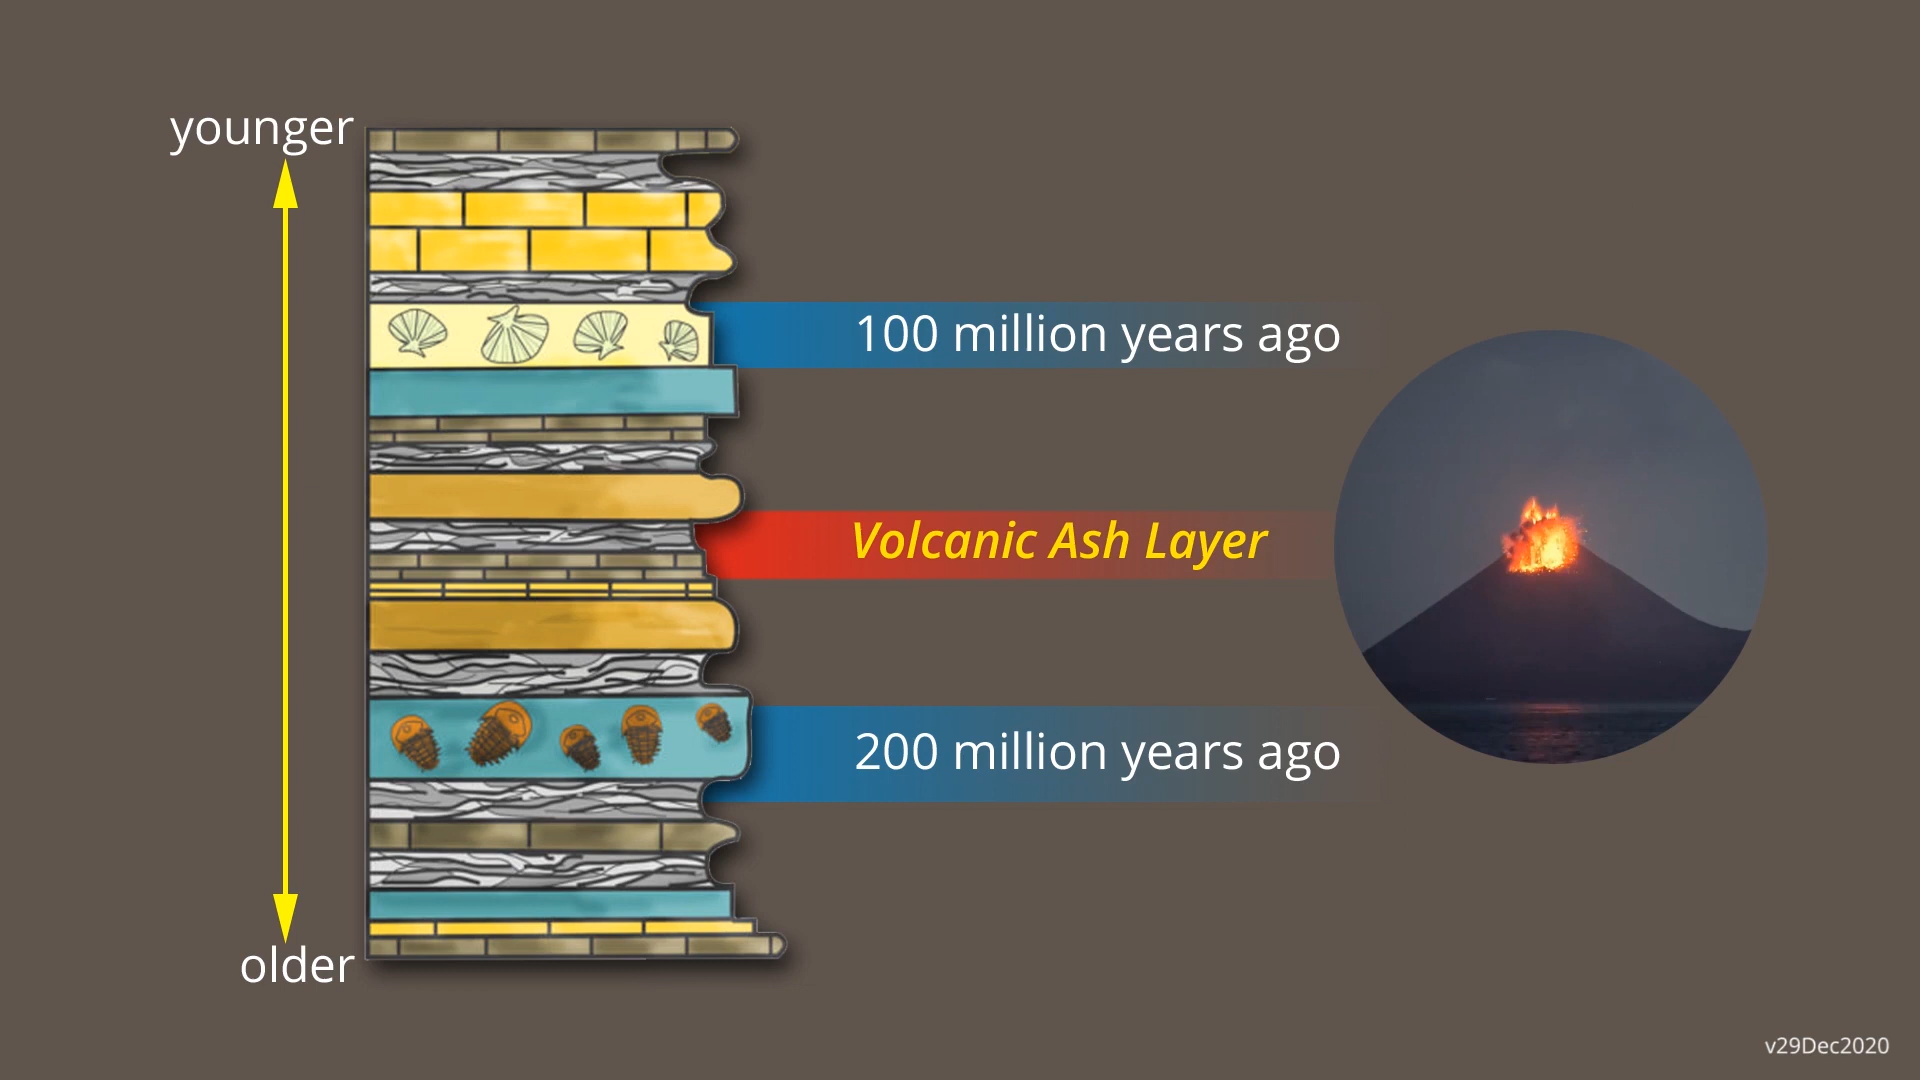 younger
100 million years ago
Volcanic Ash Layer
200 million years ago
older
v29Dec2020